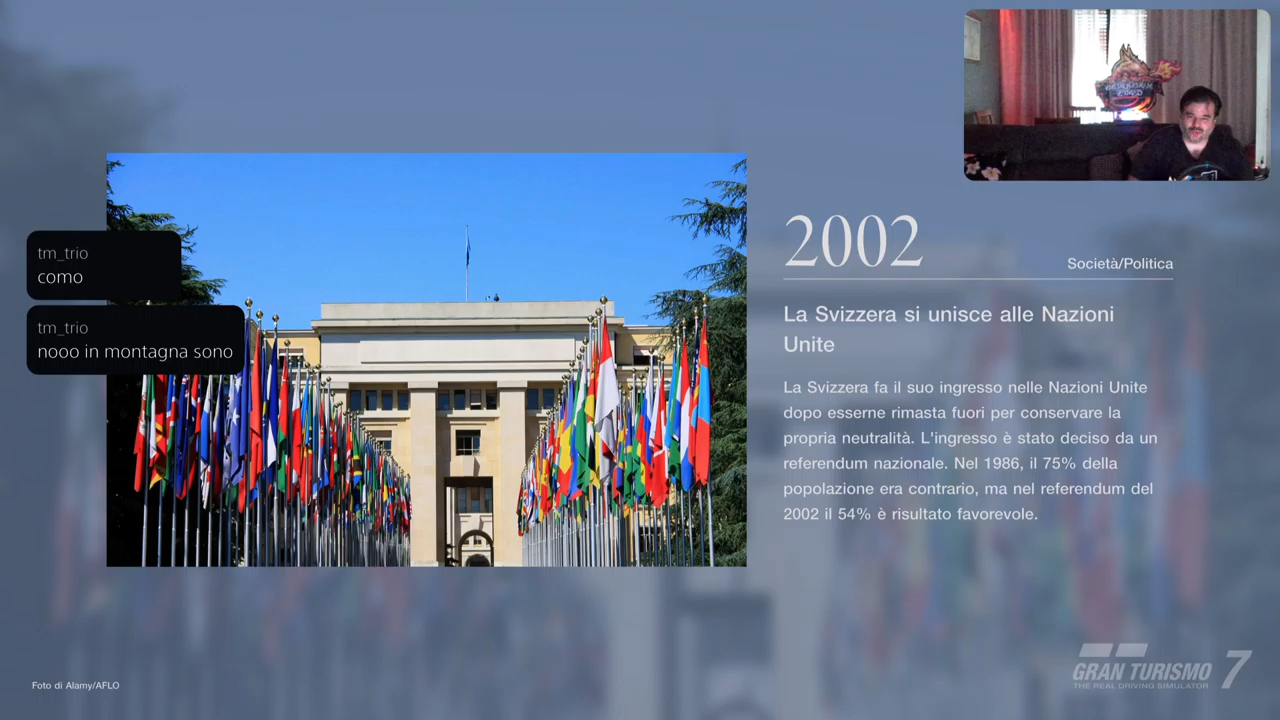 tm_trio
como
tm_trio
nooo in montagna sono
2002
Società/Politica
La Svizzera si unisce alle Nazioni
Unite
La Svizzera fa il suo ingresso nelle Nazioni Unite
dopo esserne rimasta fuori per conservare la
propria neutralità. L'ingresso è stato deciso da un
referendum nazionale. Nel 1986, il 75% della
popolazione era contrario, ma nel referendum del
2002 il 54% è risultato favorevole.
Foto di Alamy/AFLO
GRAN TURISMO 7
THE REAL DRIVING SIMULATOR